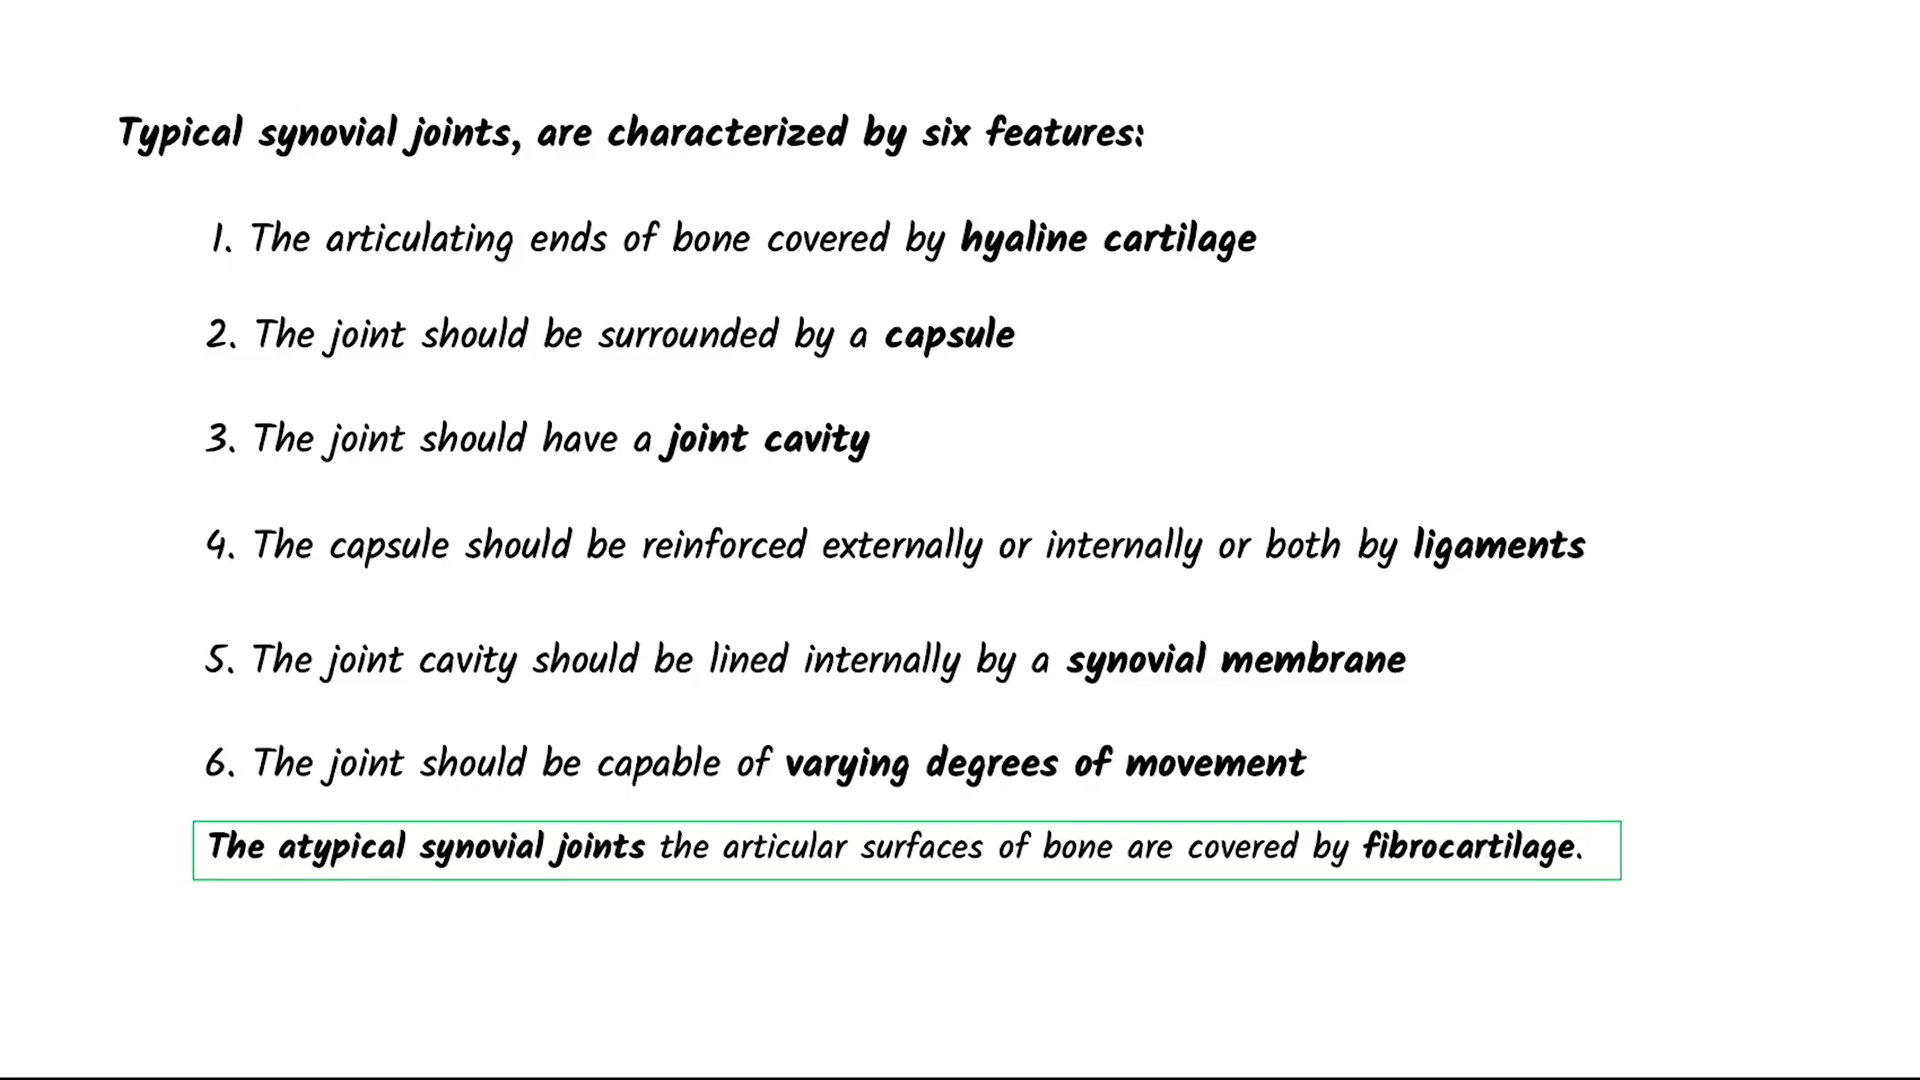 Typical synovial joints, are characterized by six features:
1. The articulating ends of bone covered by hyaline cartilage
2. The joint should be surrounded by a capsule
3. The joint should have a joint cavity
4. The capsule should be reinforced externally or internally or both by ligaments
5. The joint cavity should be lined internally by a synovial membrane
6. The joint should be capable of varying degrees of movement
The atypical synovial joints the articular surfaces of bone are covered by fibrocartilage.